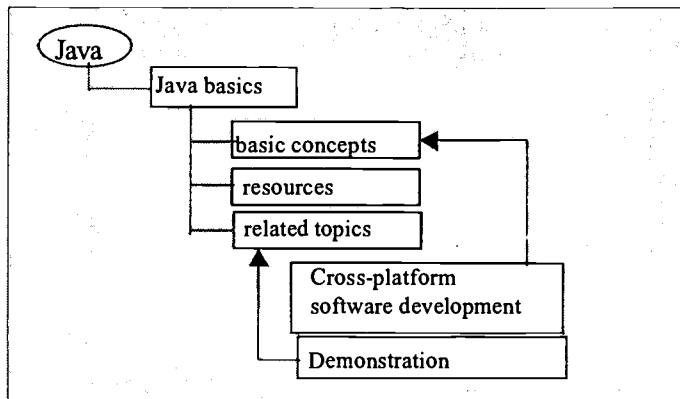 Java
Java basics
basic concepts
resources
related topics
Cross-platform
software development
Demonstration